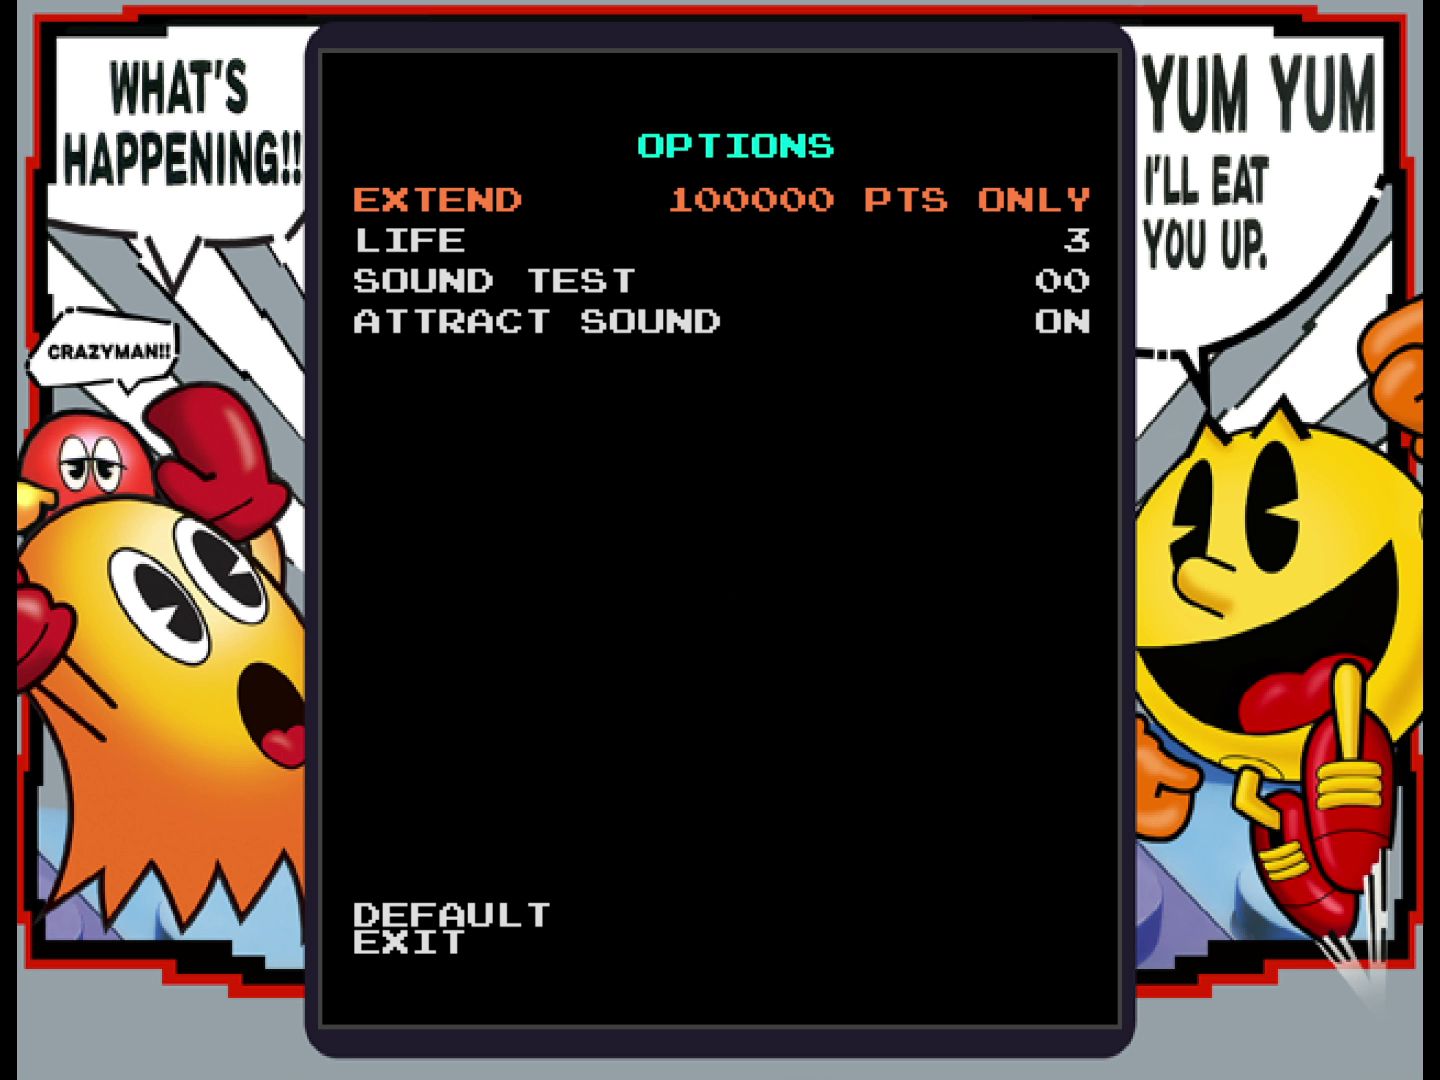 WHAT'S
HAPPENING!!
CRAZYMAN!!
OPTIONS
EXTEND 100000 PTS ONLY
LIFE 3
SOUND TEST 00
ATTRACT SOUND ON
DEFAULT
EXIT
YUM YUM
I'LL EAT
YOU UP.